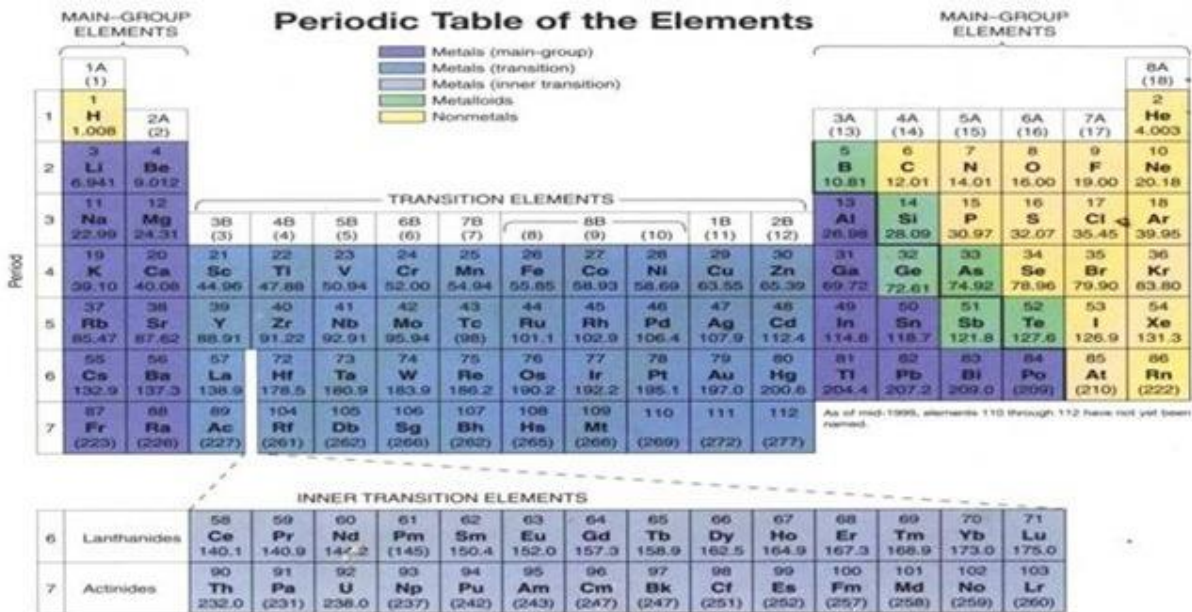 Periodic Table of the Elements
MAIN–GROUP
ELEMENTS
MAIN–GROUP
ELEMENTS
Metals (main-group)
Metals (transition)
Metals (inner transition)
Metalloids
Nonmetals
1A
(1)
8A
(18)
1 2
1 H He
1.008 4.003
2A 3A 4A 5A 6A 7A
(2) (13) (14) (15) (16) (17)
3 4 5 6 7 8 9 10
2 Li Be B C N O F Ne
6.941 9.012 10.81 12.01 14.01 16.00 19.00 20.18
TRANSITION ELEMENTS
11 12 13 14 15 16 17 18
3 Na Mg Al Si P S Cl Ar
22.99 24.31 26.98 28.09 30.97 32.07 35.45 39.95
3B 4B 5B 6B 7B 8B 1B 2B
(3) (4) (5) (6) (7) (8) (9) (10) (11) (12)
19 20 21 22 23 24 25 26 27 28 29 30 31 32 33 34 35 36
4 K Ca Sc Ti V Cr Mn Fe Co Ni Cu Zn Ga Ge As Se Br Kr
39.10 40.08 44.96 47.88 50.94 52.00 54.94 55.85 58.93 58.69 63.55 65.39 69.72 72.61 74.92 78.96 79.90 83.80
Period
37 38 39 40 41 42 43 44 45 46 47 48 49 50 51 52 53 54
5 Rb Sr Y Zr Nb Mo Tc Ru Rh Pd Ag Cd In Sn Sb Te I Xe
85.47 87.62 88.91 91.22 92.91 95.94 (98) 101.1 102.9 106.4 107.9 112.4 114.8 118.7 121.8 127.6 126.9 131.3
55 56 57 72 73 74 75 76 77 78 79 80 81 82 83 84 85 86
6 Cs Ba La Hf Ta W Re Os Ir Pt Au Hg Tl Pb Bi Po At Rn
132.9 137.3 138.9 178.5 180.9 183.9 186.2 190.2 192.2 195.1 197.0 200.6 204.4 207.2 209.0 (209) (210) (222)
87 88 89 104 105 106 107 108 109 110 111 112
7 Fr Ra Ac Rf Db Sg Bh Hs Mt
(223) (226) (227) (261) (262) (266) (262) (265) (266) (269) (272) (277)
As of mid-1999, elements 110 through 112 have not yet been
named.
INNER TRANSITION ELEMENTS
58 59 60 61 62 63 64 65 66 67 68 69 70 71
6 Lanthanides Ce Pr Nd Pm Sm Eu Gd Tb Dy Ho Er Tm Yb Lu
140.1 140.9 144.2 (145) 150.4 152.0 157.3 158.9 162.5 164.9 167.3 168.9 173.0 175.0
90 91 92 93 94 95 96 97 98 99 100 101 102 103
7 Actinides Th Pa U Np Pu Am Cm Bk Cf Es Fm Md No Lr
232.0 (231) 238.0 (237) (242) (243) (247) (247) (251) (252) (257) (258) (259) (260)